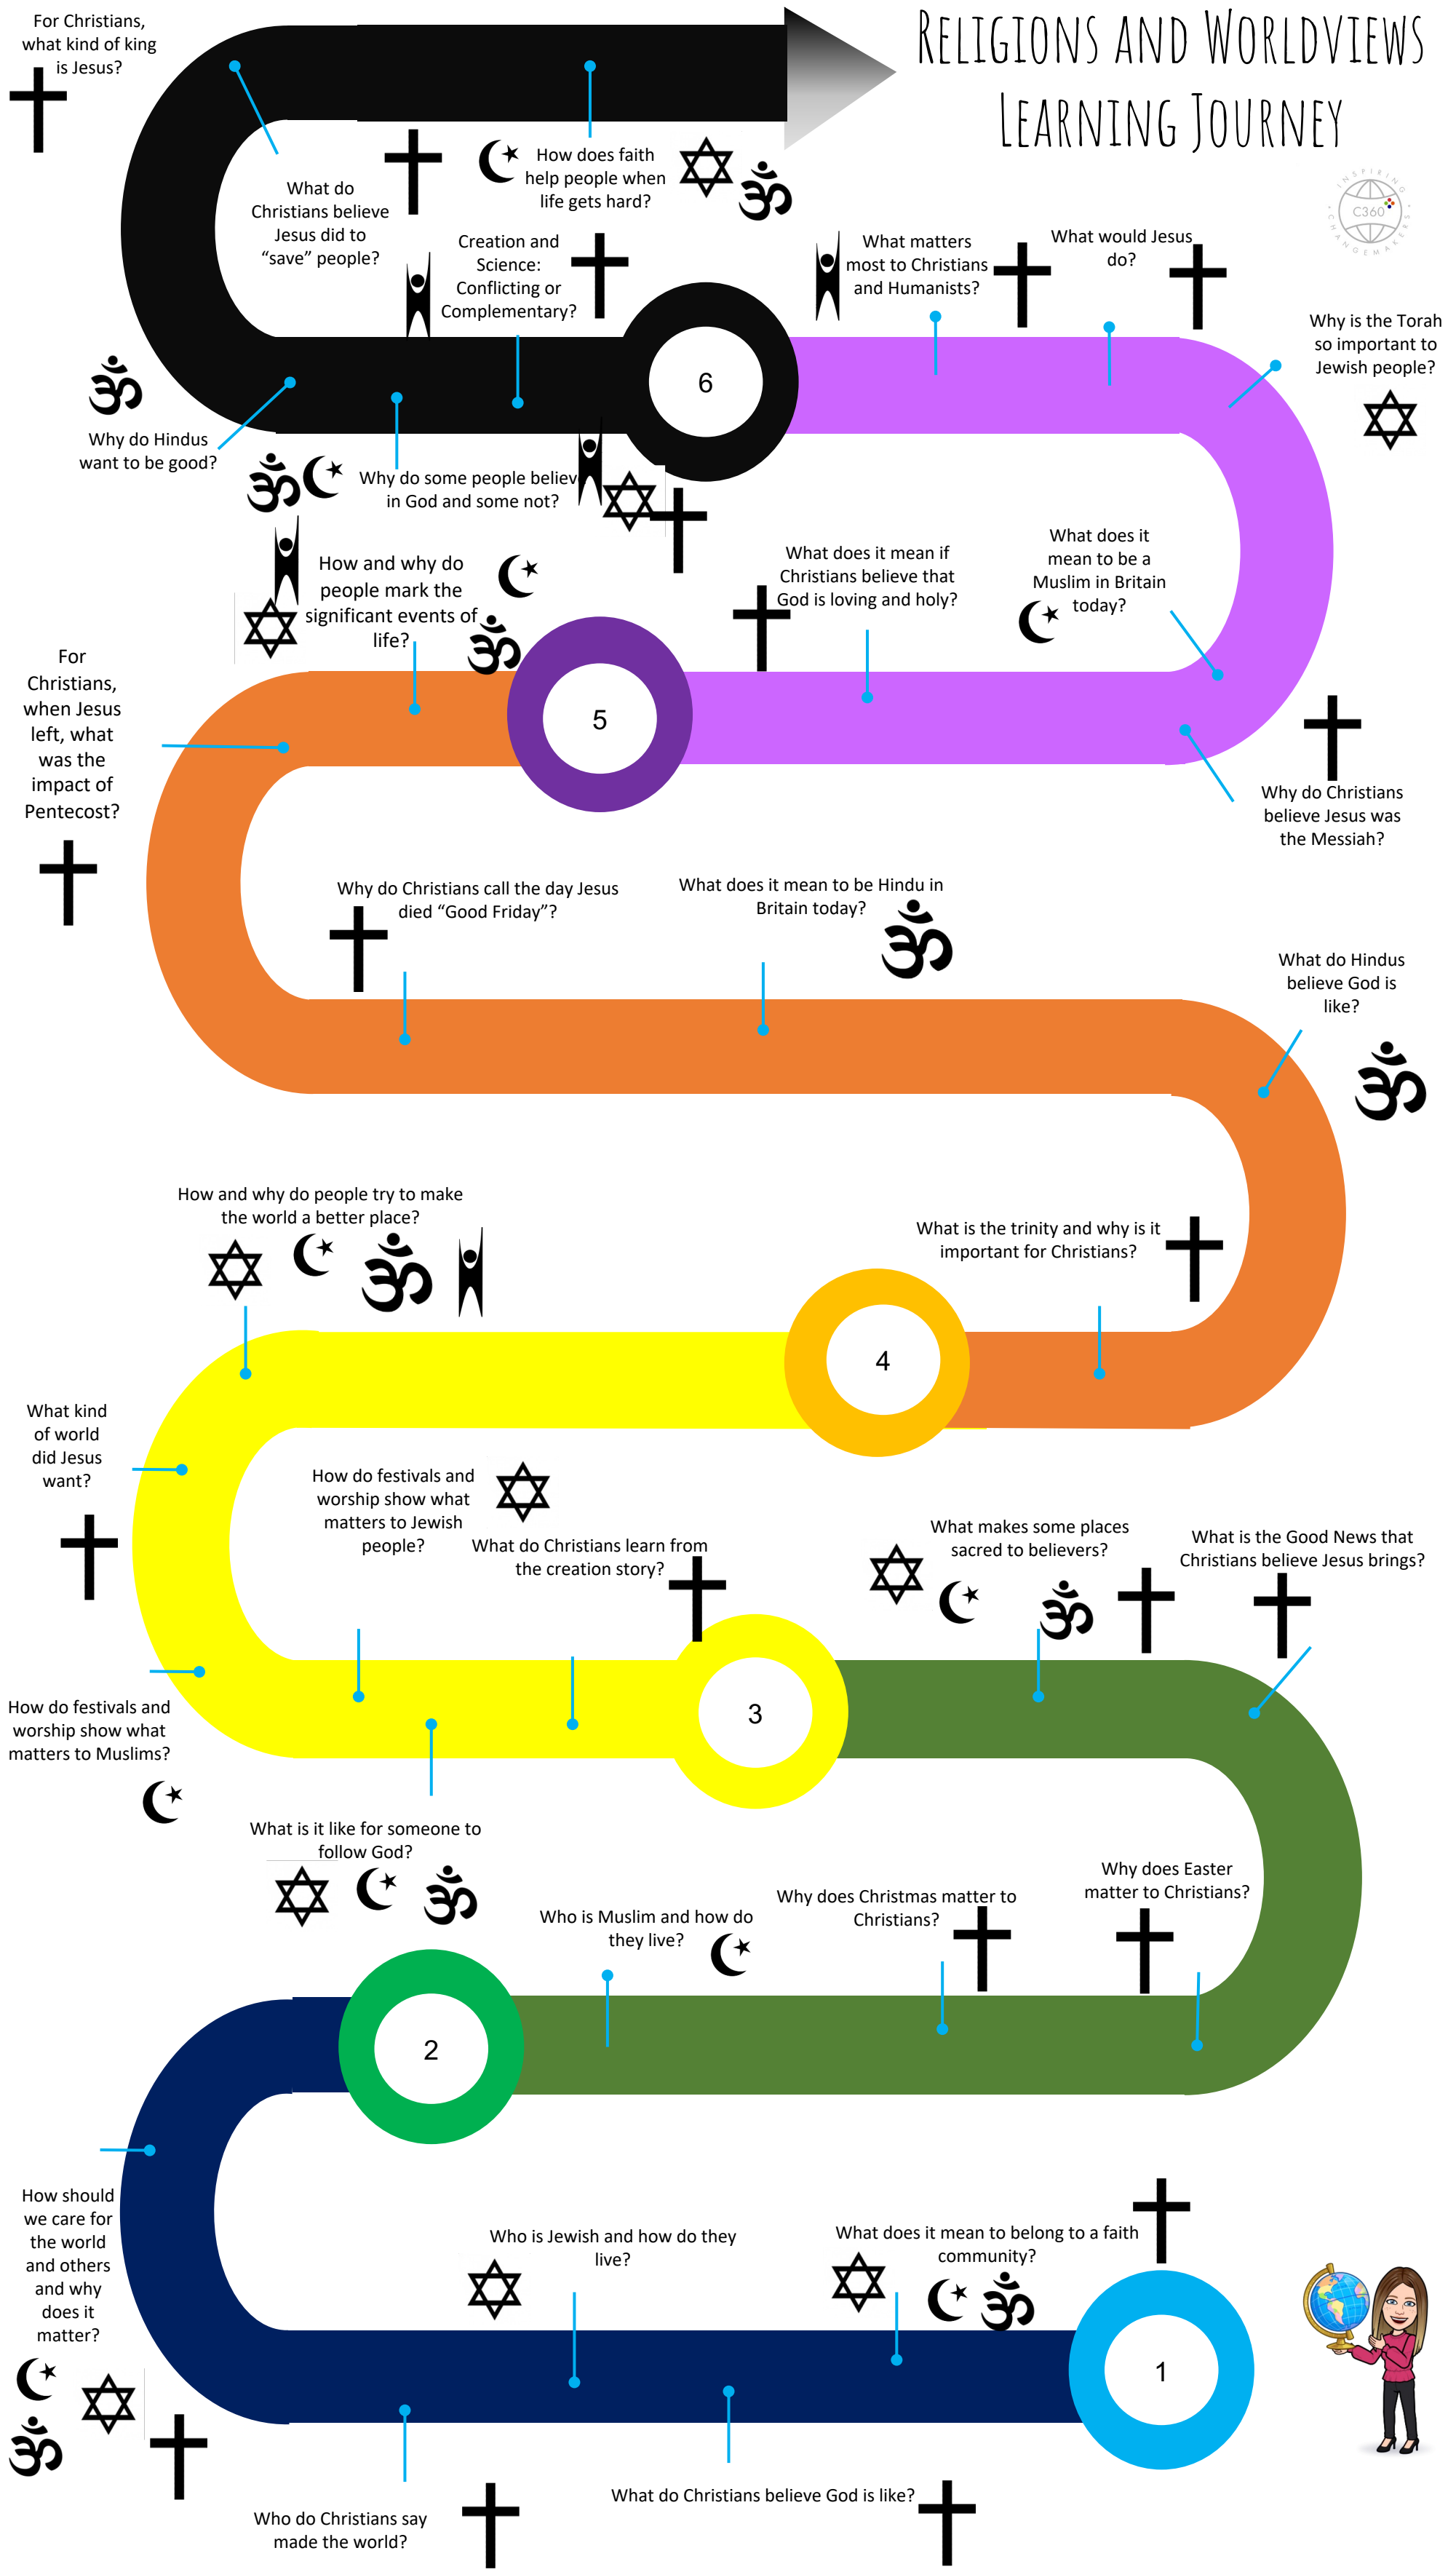 For Christians,
what kind of king
is Jesus?
RELIGIONS AND WORLDVIEWS
LEARNING JOURNEY
INSPIRING
C360
CHANGEMAKERS
What do
Christians believe
Jesus did to
“save” people?
How does faith
help people when
life gets hard?
Creation and
Science:
Conflicting or
Complementary?
What matters
most to Christians
and Humanists?
What would Jesus
do?
Why is the Torah
so important to
Jewish people?
6
Why do Hindus
want to be good?
Why do some people believ
in God and some not?
How and why do
people mark the
significant events of
life?
What does it mean if
Christians believe that
God is loving and holy?
What does it
mean to be a
Muslim in Britain
today?
5
For
Christians,
when Jesus
left, what
was the
impact of
Pentecost?
Why do Christians
believe Jesus was
the Messiah?
Why do Christians call the day Jesus
died “Good Friday”?
What does it mean to be Hindu in
Britain today?
What do Hindus
believe God is
like?
How and why do people try to make
the world a better place?
What is the trinity and why is it
important for Christians?
4
What kind
of world
did Jesus
want?
How do festivals and
worship show what
matters to Jewish
people?
What do Christians learn from
the creation story?
What makes some places
sacred to believers?
What is the Good News that
Christians believe Jesus brings?
3
How do festivals and
worship show what
matters to Muslims?
What is it like for someone to
follow God?
Who is Muslim and how do
they live?
Why does Christmas matter to
Christians?
Why does Easter
matter to Christians?
2
How should
we care for
the world
and others
and why
does it
matter?
Who is Jewish and how do they
live?
What does it mean to belong to a faith
community?
1
Who do Christians say
made the world?
What do Christians believe God is like?